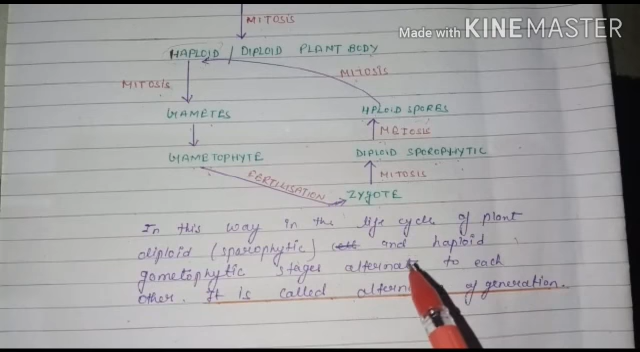 MITOSIS
Made with KINEMASTER
HAPLOID / DIPLOID PLANT BODY
MITOSIS
MITOSIS
GAMETES
HPLOID SPORES
MEIOSIS
GAMETOPHYTE
DIPLOID SPOROPHYTIC
FERTILISATION
MITOSIS
ZYGOTE
In this way in the life cycle of plant
diploid (sporophytic) and haploid
gametophytic stages alternate to each
other. It is called altern of generation.